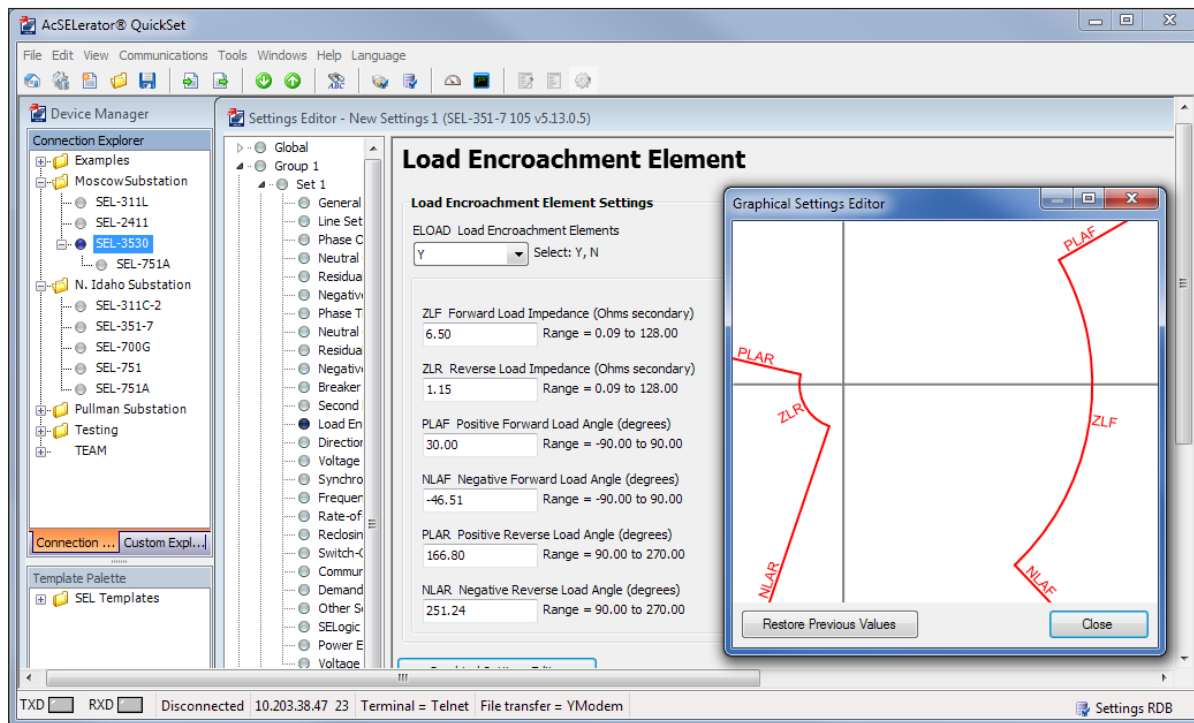 AcSELerator® QuickSet
File Edit View Communications Tools Windows Help Language
Device Manager
Connection Explorer
Examples
MoscowSubstation
SEL-311L
SEL-2411
SEL-3530
SEL-751A
N. Idaho Substation
SEL-311C-2
SEL-351-7
SEL-700G
SEL-751
SEL-751A
Pullman Substation
Testing
TEAM
Connection ... Custom Expl...
Template Palette
SEL Templates
Settings Editor - New Settings 1 (SEL-351-7 105 v5.13.0.5)
Global
Group 1
Set 1
General
Line Set
Phase C
Neutral
Residua
Negativ
Phase T
Neutral
Residua
Negativ
Breaker
Second
Load En
Direction
Voltage
Synchro
Frequen
Rate-of
Reclosin
Switch-O
Commur
Demand
Other Se
SELogic
Power E
Voltage
Load Encroachment Element
Load Encroachment Element Settings
ELOAD Load Encroachment Elements
Y Select: Y, N
ZLF Forward Load Impedance (Ohms secondary)
6.50 Range = 0.09 to 128.00
ZLR Reverse Load Impedance (Ohms secondary)
1.15 Range = 0.09 to 128.00
PLAF Positive Forward Load Angle (degrees)
30.00 Range = -90.00 to 90.00
NLAF Negative Forward Load Angle (degrees)
-46.51 Range = -90.00 to 90.00
PLAR Positive Reverse Load Angle (degrees)
166.80 Range = 90.00 to 270.00
NLAR Negative Reverse Load Angle (degrees)
251.24 Range = 90.00 to 270.00
Graphical Settings Editor
PLAF
PLAR
ZLR
ZLF
NLAR
NLAF
Restore Previous Values Close
TXD RXD Disconnected 10.203.38.47 23 Terminal = Telnet File transfer = YModem Settings RDB